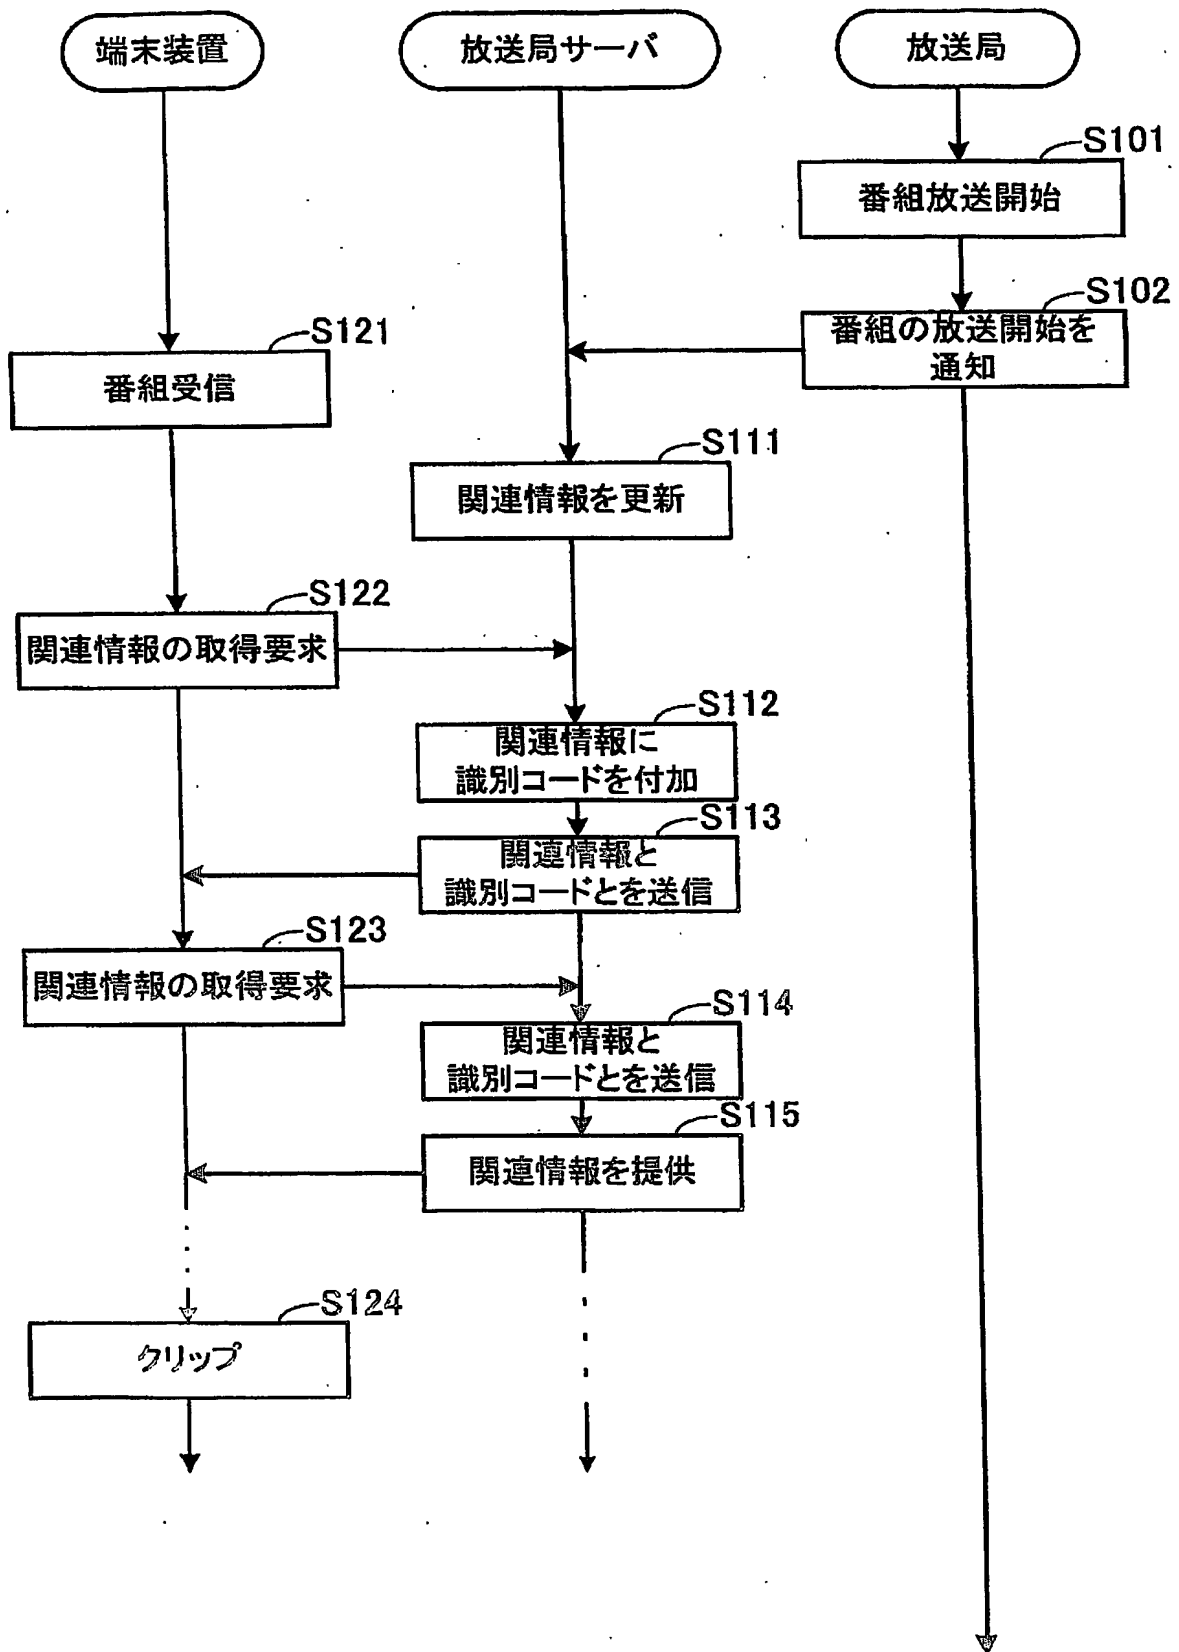 端末装置
放送局サーバ
放送局
S101
番組放送開始
S102
番組の放送開始を
通知
S121
番組受信
S111
関連情報を更新
S122
関連情報の取得要求
S112
関連情報に
識別コードを付加
S113
関連情報と
識別コードとを送信
S123
関連情報の取得要求
S114
関連情報と
識別コードとを送信
S115
関連情報を提供
S124
クリップ